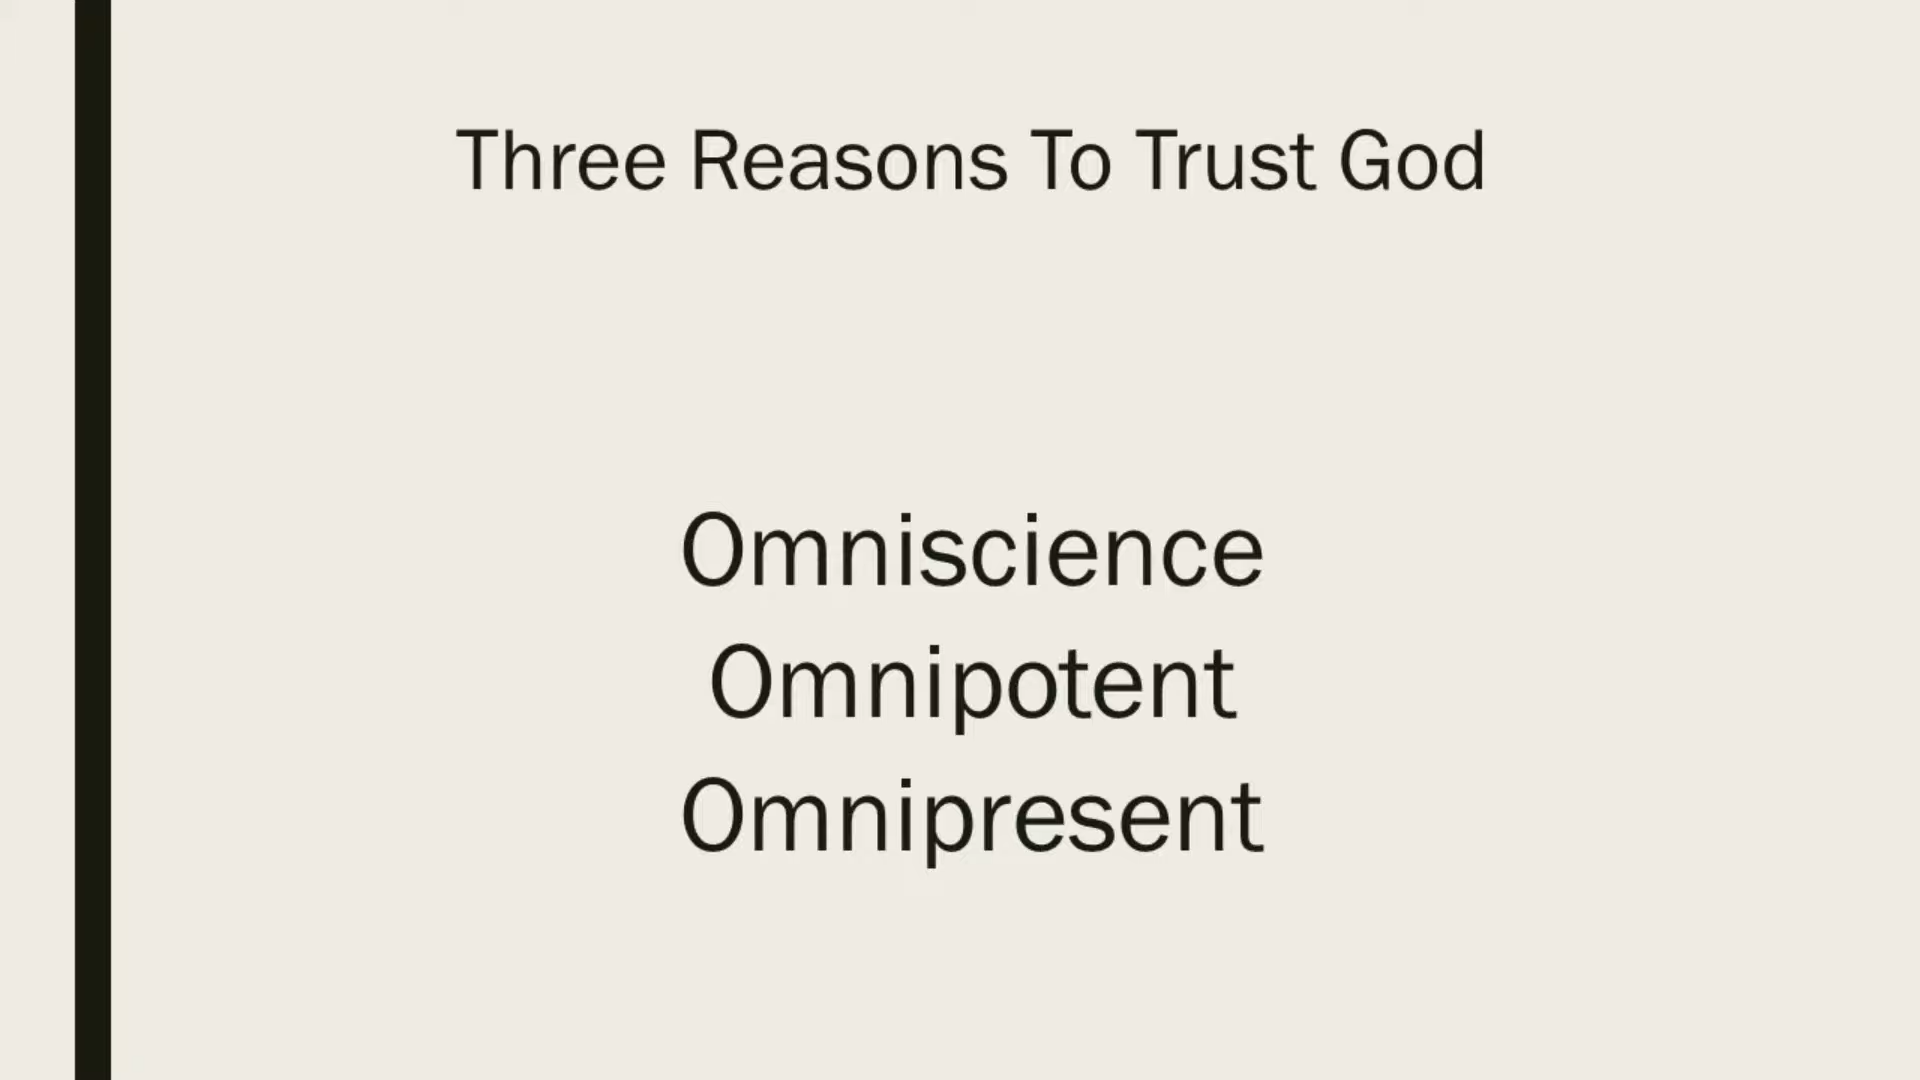 Three Reasons To Trust God
Omniscience
Omnipotent
Omnipresent